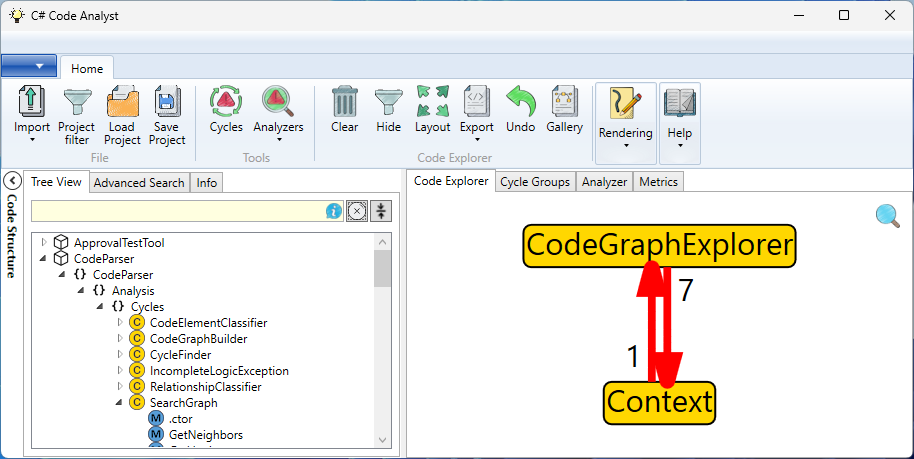 C# Code Analyst
Home
Import
Project
filter
Load
Project
Save
Project
File
Cycles
Analyzers
Tools
Clear
Hide
Layout
Export
Undo
Gallery
Code Explorer
Rendering
Help
Code Structure
Tree View
Advanced Search
Info
ApprovalTestTool
CodeParser
{} CodeParser
{} Analysis
{} Cycles
C CodeElementClassifier
C CodeGraphBuilder
C CycleFinder
C IncompleteLogicException
C RelationshipClassifier
C SearchGraph
M .ctor
M GetNeighbors
Code Explorer
Cycle Groups
Analyzer
Metrics
CodeGraphExplorer
7
1
Context